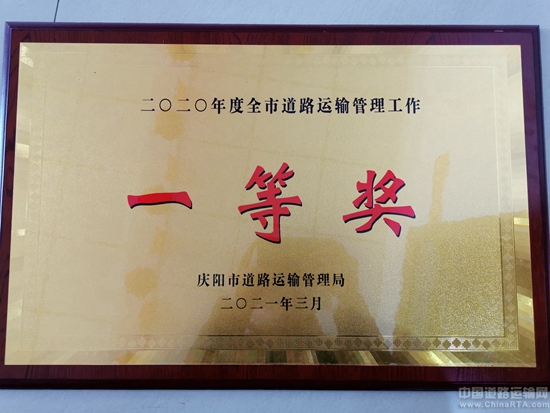 二〇二〇年度全市道路运输管理工作
一等奖
庆阳市道路运输管理局
二〇二一年三月
中国道路运输网
www.ChinaRTA.com